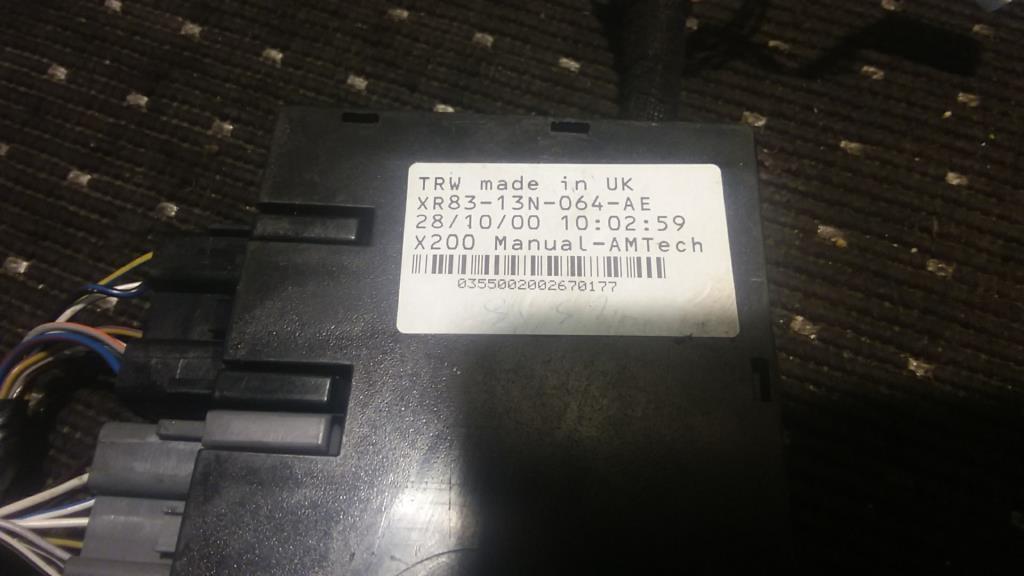 TRW made in UK
XR83-13N-064-AE
28/10/00 10:02:59
X200 Manual-AMTech
0355002002670177